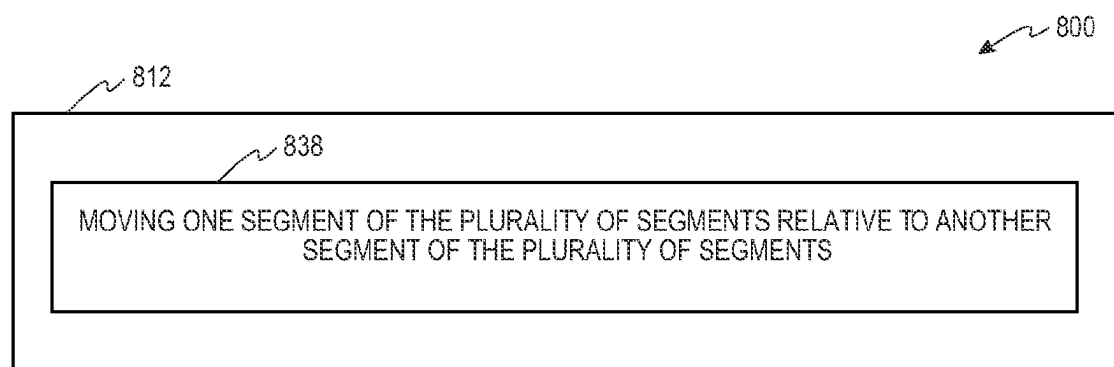 800
812
838
MOVING ONE SEGMENT OF THE PLURALITY OF SEGMENTS RELATIVE TO ANOTHER
SEGMENT OF THE PLURALITY OF SEGMENTS